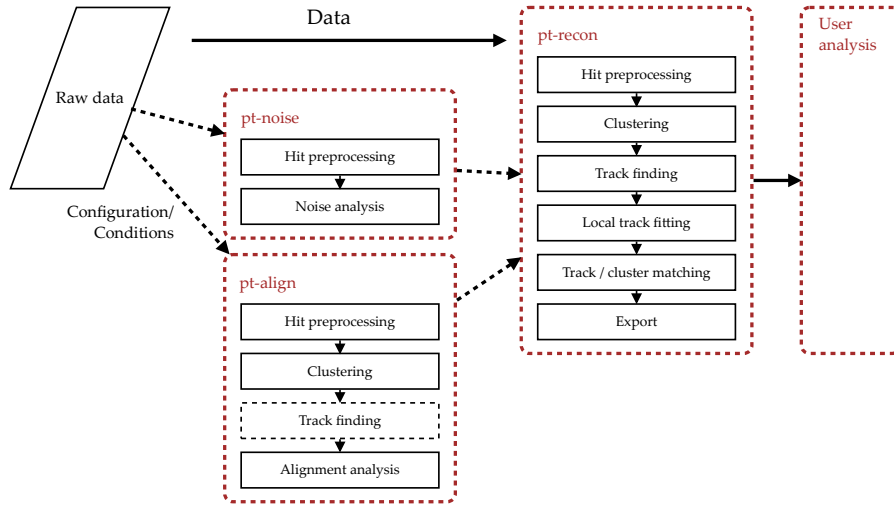 Data
Raw data
Configuration/
Conditions
pt-noise
Hit preprocessing
Noise analysis
pt-align
Hit preprocessing
Clustering
Track finding
Alignment analysis
pt-recon
Hit preprocessing
Clustering
Track finding
Local track fitting
Track / cluster matching
Export
User
analysis